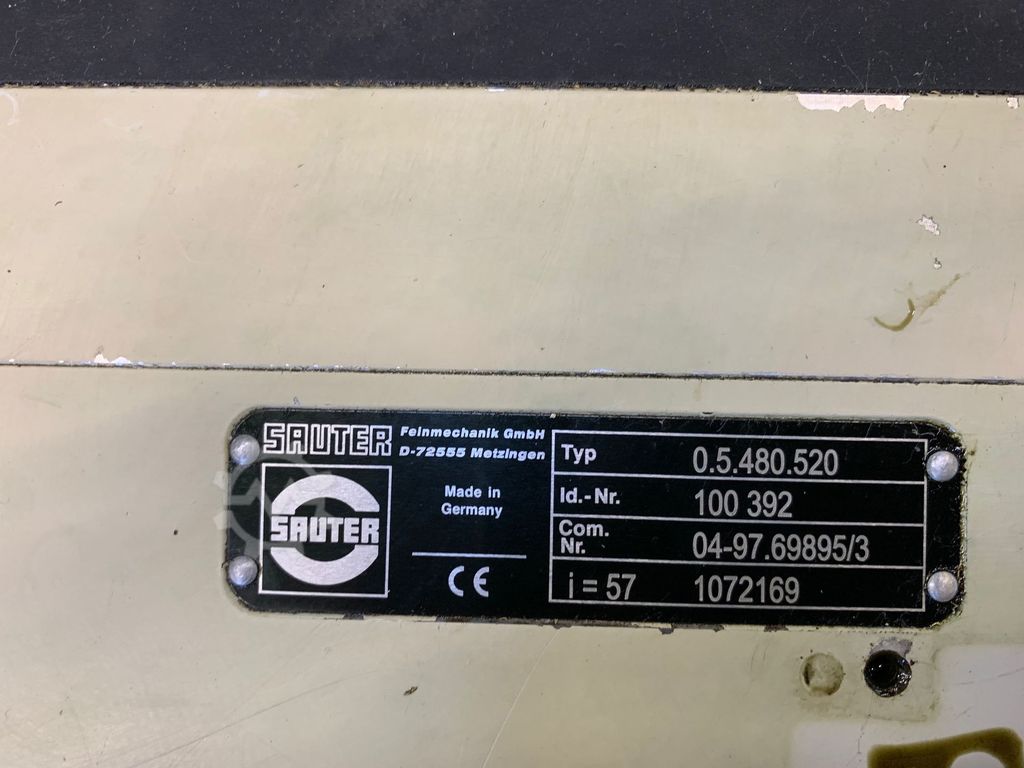 SAUTER Feinmechanik GmbH
D-72555 Metzingen
SAUTER
Made in
Germany
CE
Typ 0.5.480.520
Id.-Nr. 100 392
Com.
Nr. 04-97.69895/3
i = 57 1072169